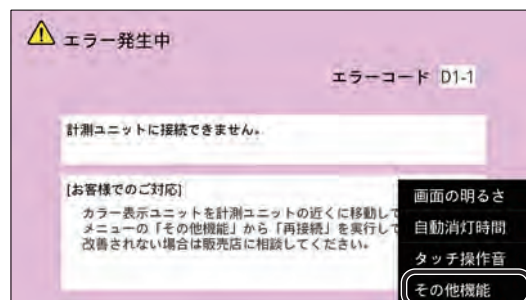 エラー発生中
エラーコード D1-1
計測ユニットに接続できません。
[お客様でのご対応]
カラー表示ユニットを計測ユニットの近くに移動して
メニューの「その他機能」から「再接続」を実行して
改善されない場合は販売店に相談してください。
画面の明るさ
自動消灯時間
タッチ操作音
その他機能